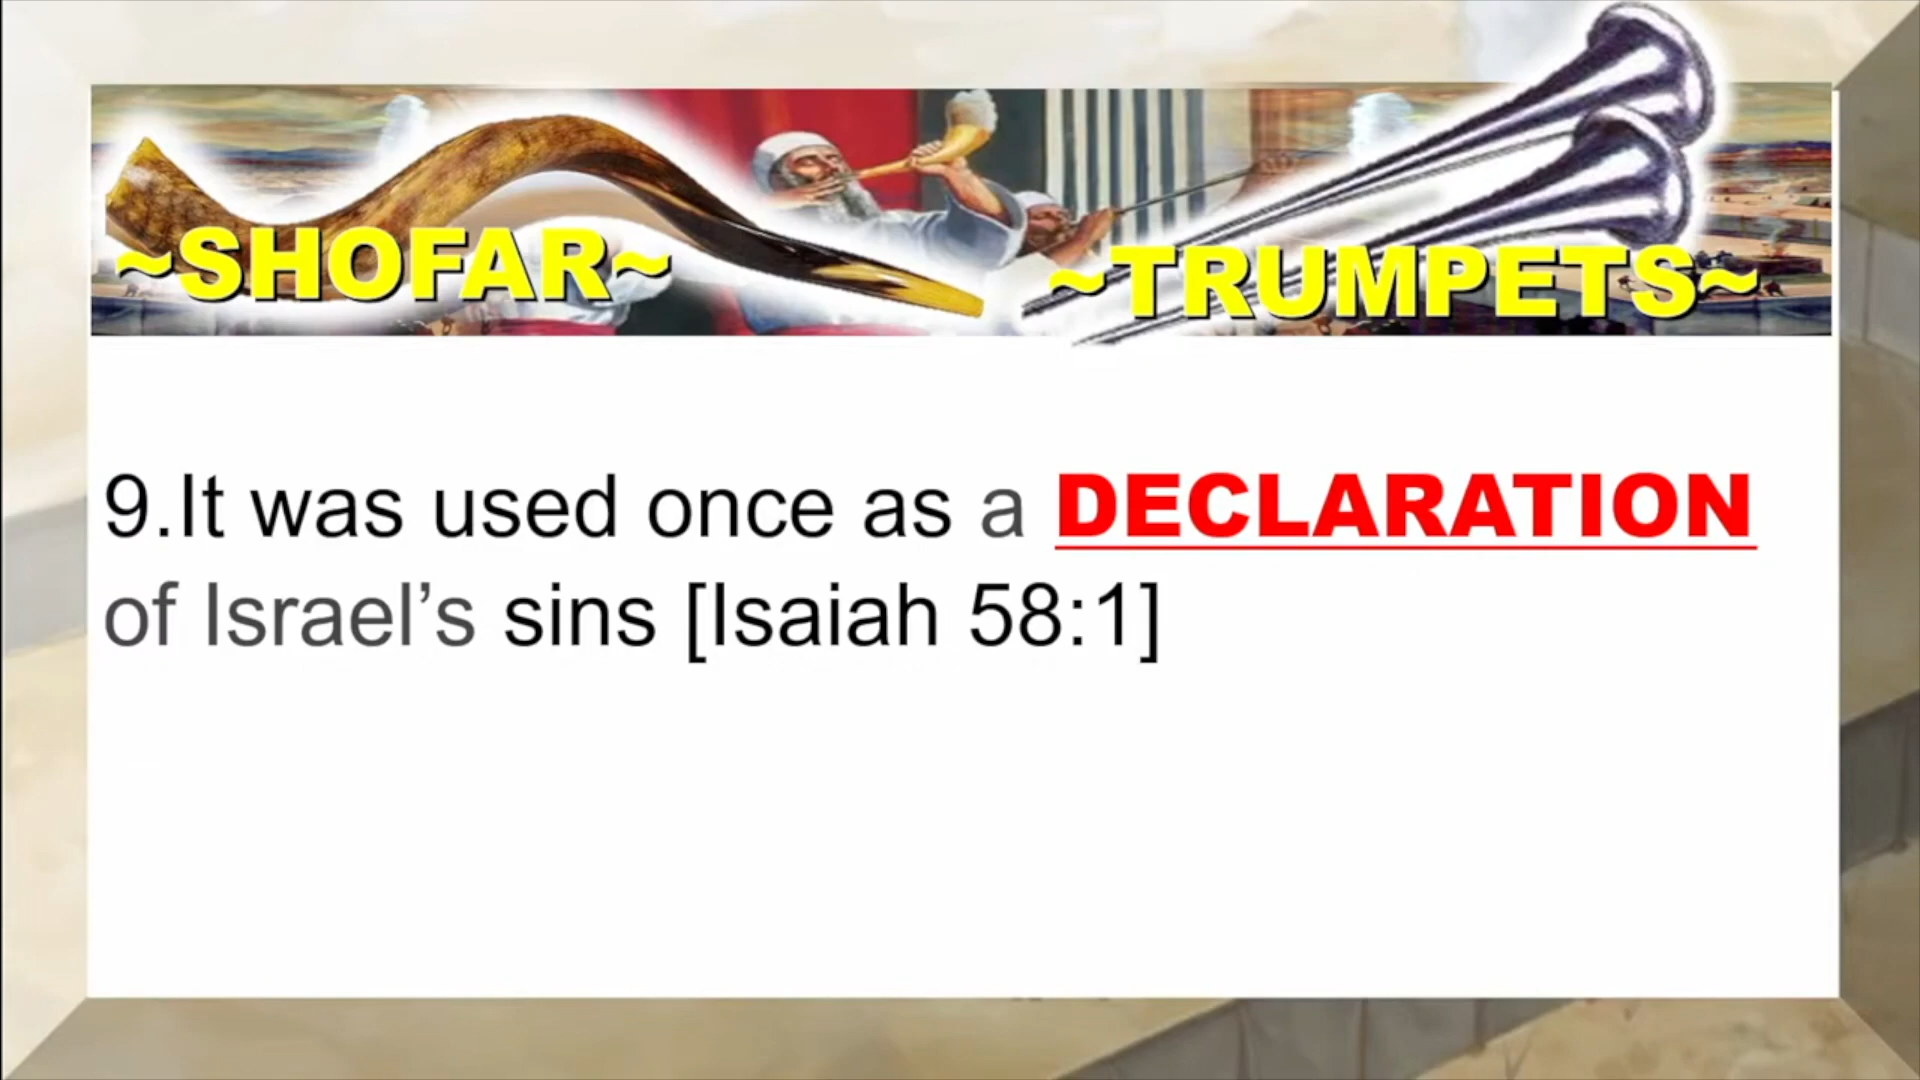 ~SHOFAR~
~TRUMPETS~
9.It was used once as a DECLARATION
of Israel’s sins [Isaiah 58:1]